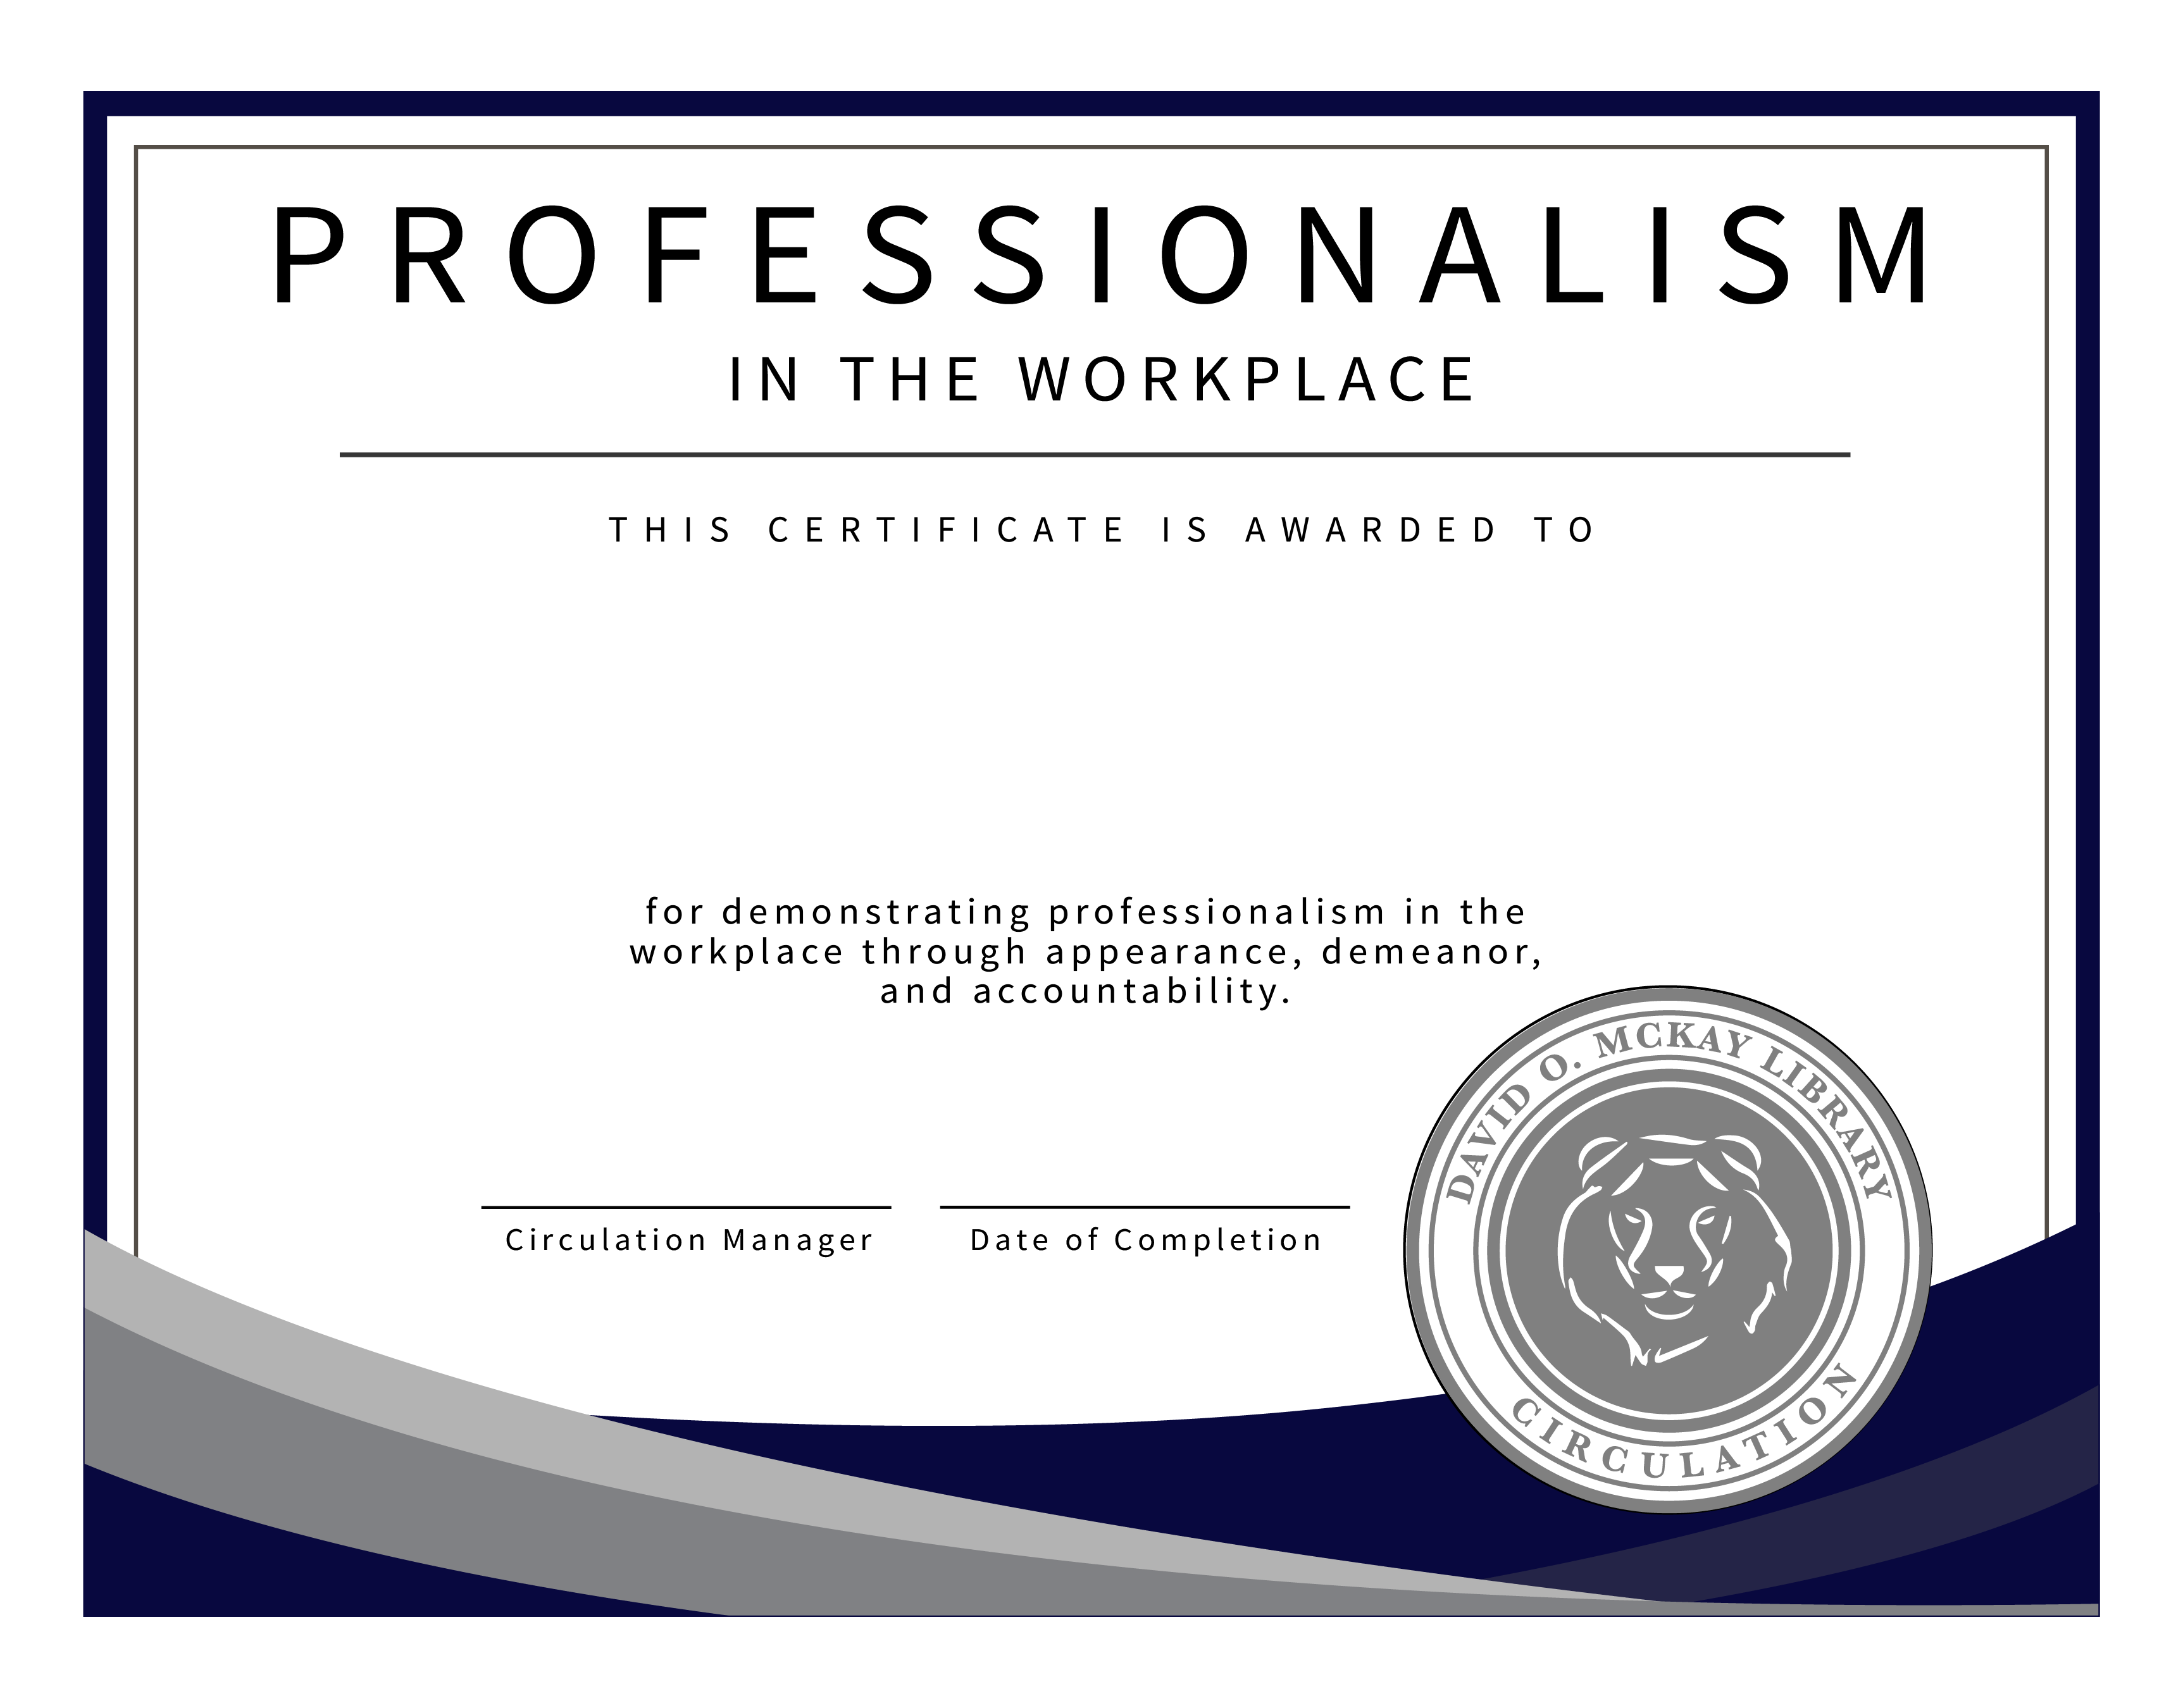 PROFESSIONALISM
IN THE WORKPLACE
THIS CERTIFICATE IS AWARDED TO
for demonstrating professionalism in the
workplace through appearance, demeanor,
and accountability.
Circulation Manager
Date of Completion
DAVID O. MCKAY LIBRARY
CIRCULATION